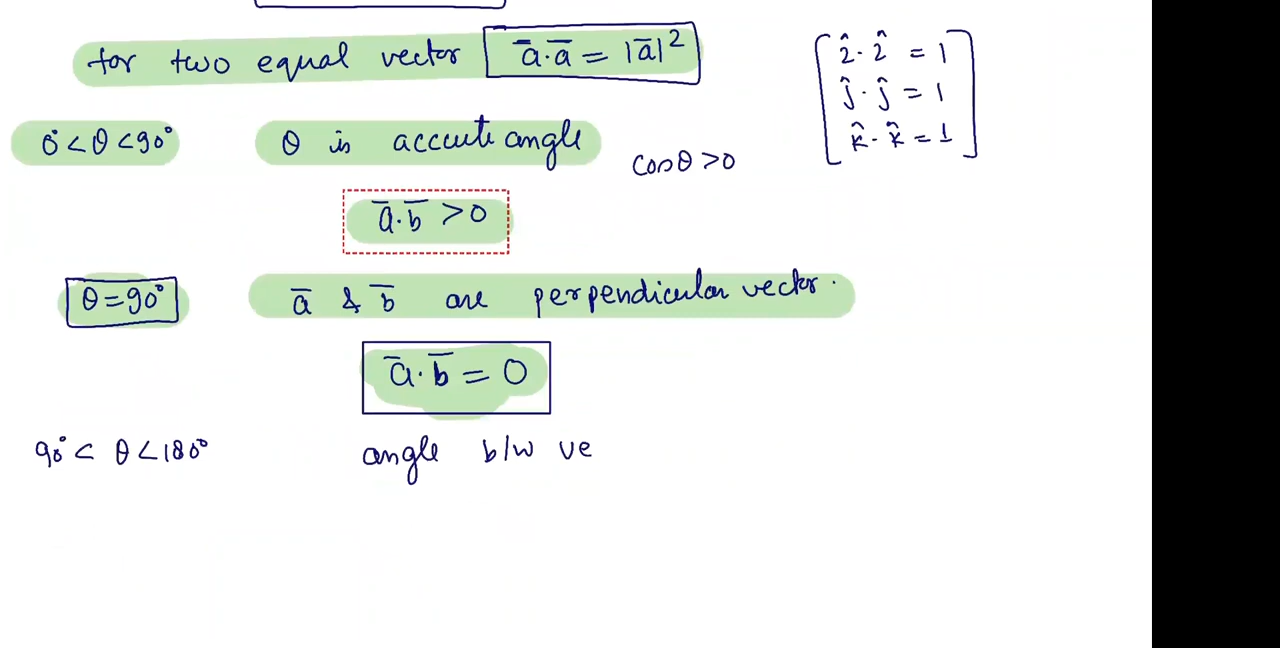 for two equal vector a̅·a̅ = |a̅|²
î·î = 1
ĵ·ĵ = 1
k̂·k̂ = 1
0° < θ < 90° θ is accute angle cosθ > 0
a̅·b̅ > 0
θ = 90° a̅ & b̅ are perpendicular vector.
a̅·b̅ = 0
90° < θ < 180° angle b/w ve